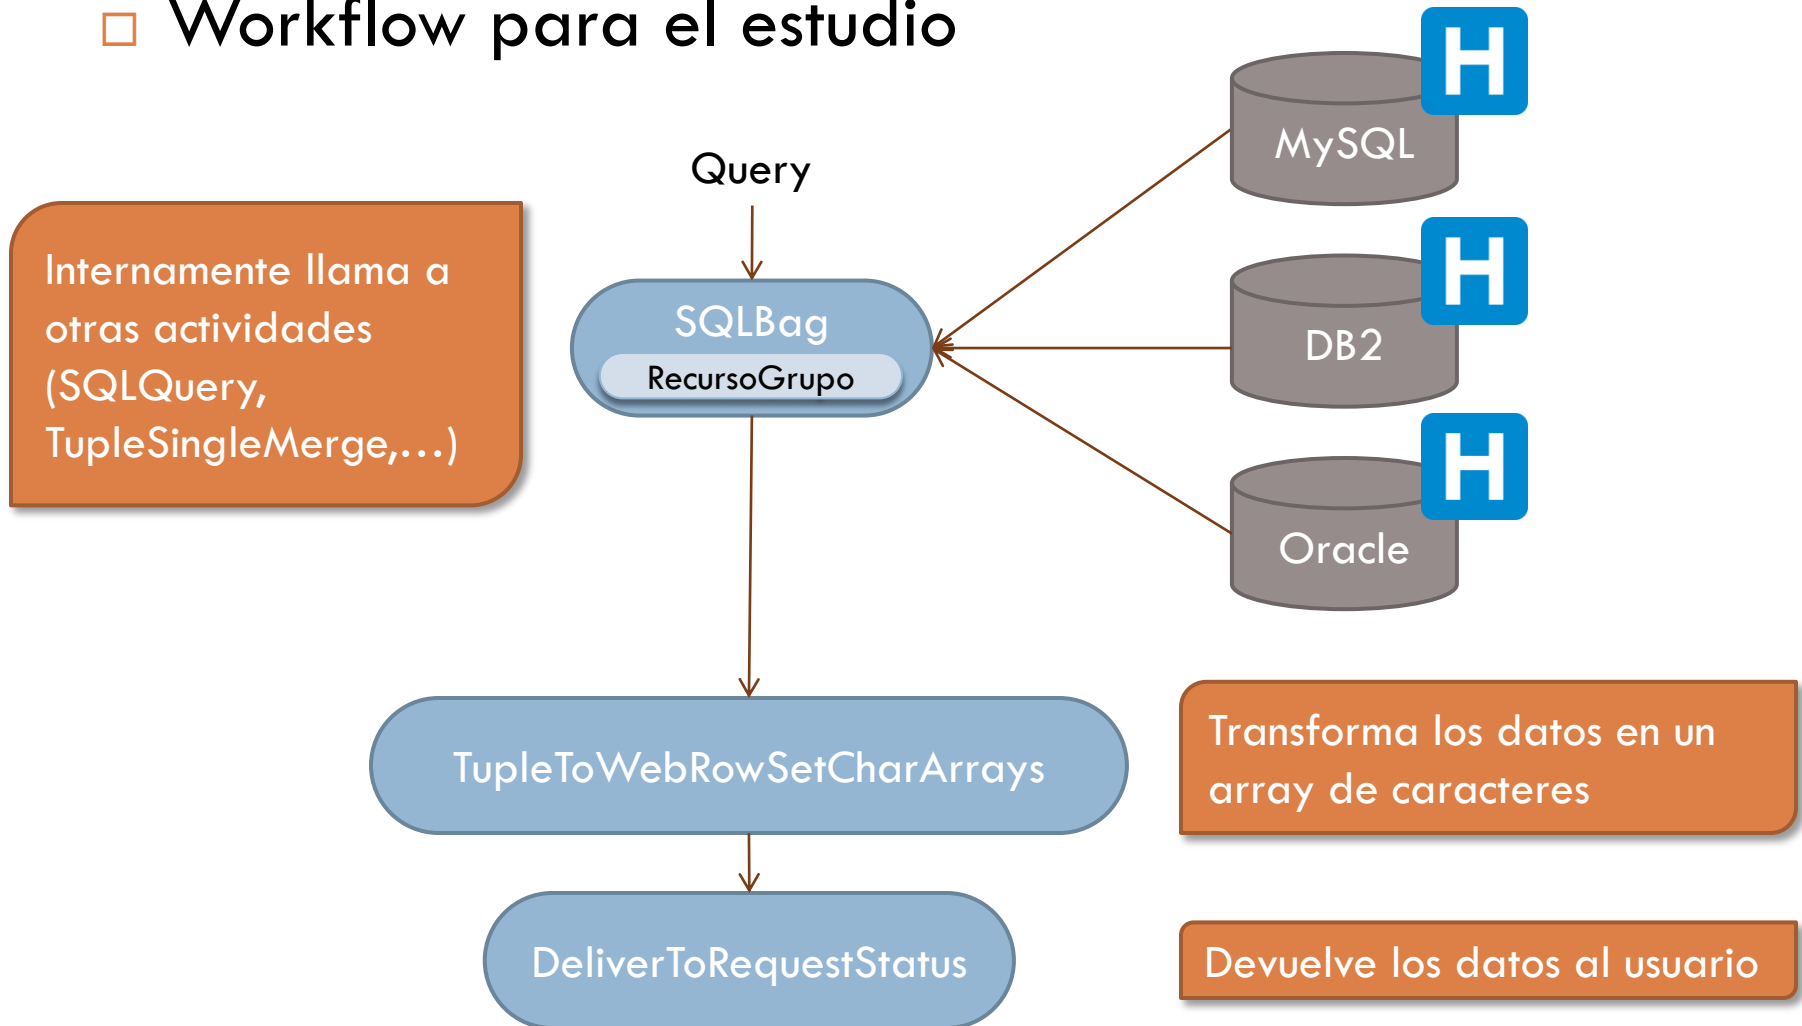 Workflow para el estudio
H
MySQL
Query
Internamente llama a
otras actividades
(SQLQuery,
TupleSingleMerge,...)
SQLBag
RecursoGrupo
H
DB2
H
Oracle
TupleToWebRowSetCharArrays
Transforma los datos en un
array de caracteres
DeliverToRequestStatus
Devuelve los datos al usuario